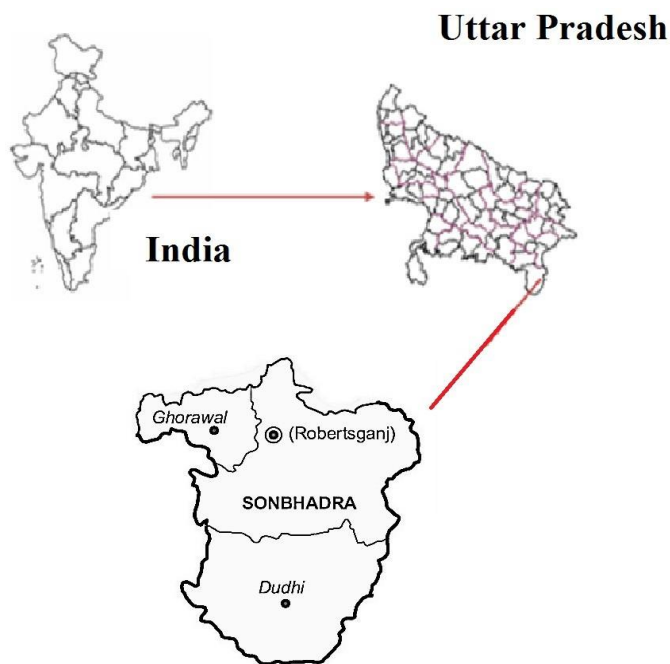 Uttar Pradesh
India
Ghorawal
(Robertsganj)
SONBHADRA
Dudhi